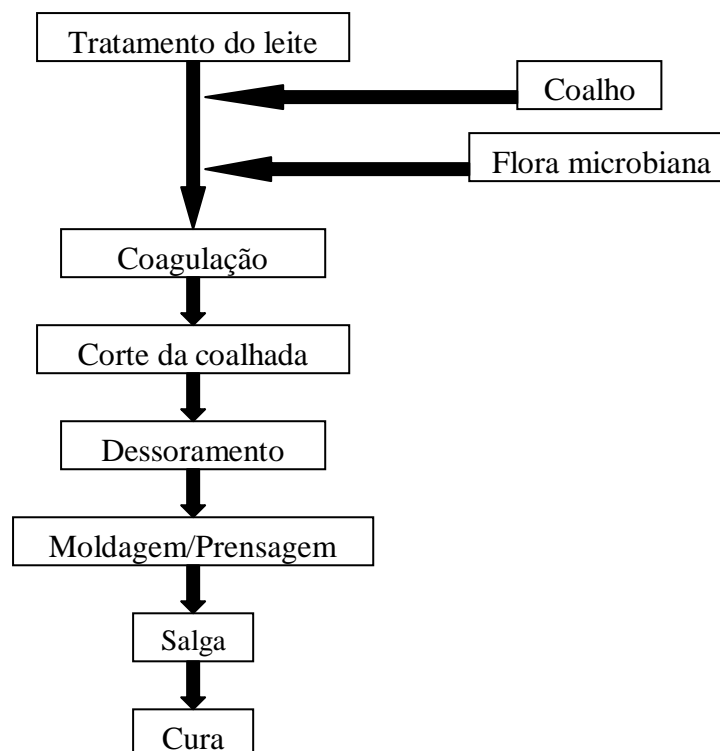 Tratamento do leite
Coalho
Flora microbiana
Coagulação
Corte da coalhada
Dessoramento
Moldagem/Prensagem
Salga
Cura